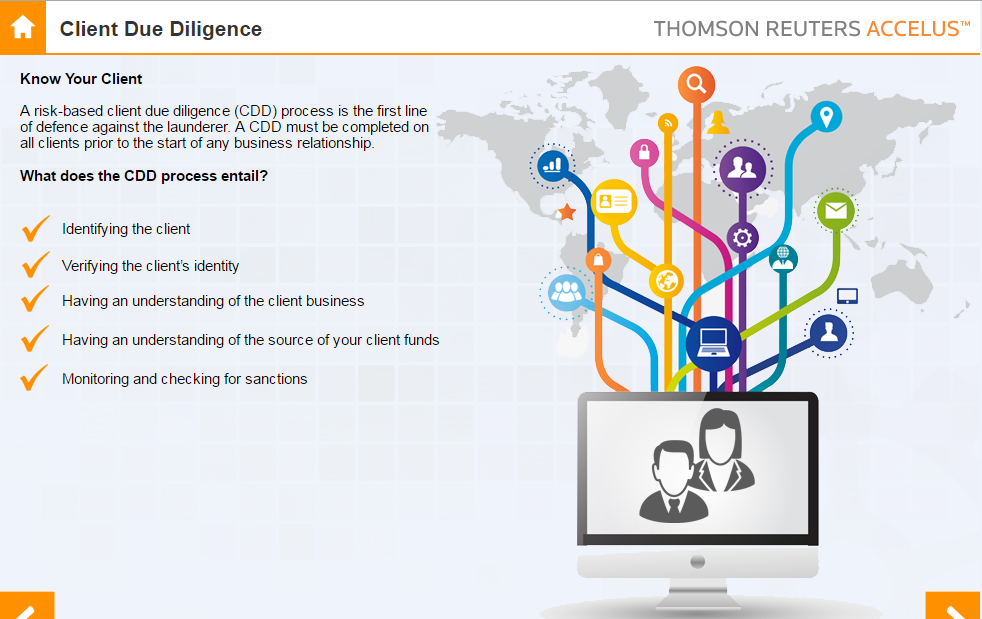 Client Due Diligence
THOMSON REUTERS ACCELUS™
Know Your Client
A risk-based client due diligence (CDD) process is the first line
of defence against the launderer. A CDD must be completed on
all clients prior to the start of any business relationship.
What does the CDD process entail?
Identifying the client
Verifying the client's identity
Having an understanding of the client business
Having an understanding of the source of your client funds
Monitoring and checking for sanctions